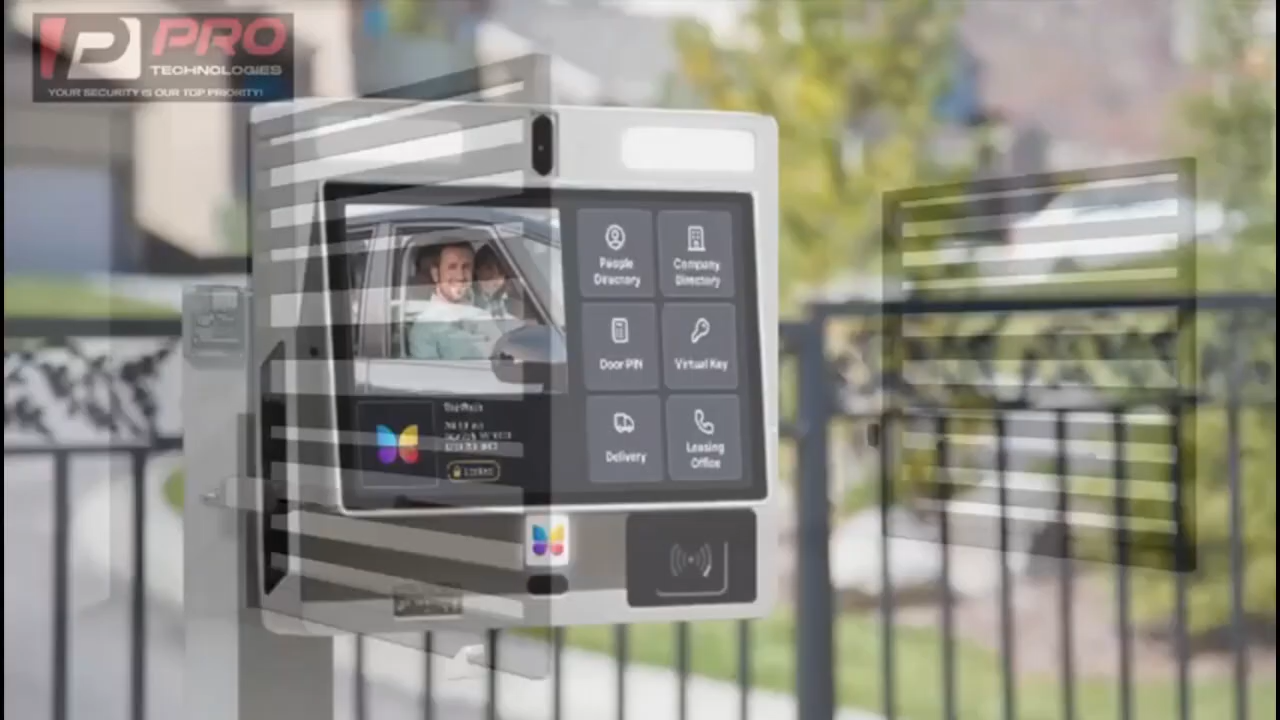 PRO
TECHNOLOGIES
YOUR SECURITY IS OUR TOP PRIORITY!
People
Directory
Company
Directory
Door PIN
Virtual Key
Delivery
Leasing
Office
Locked